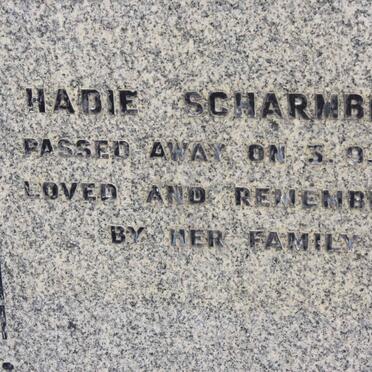 HADIE SCHARMB
PASSED AWAY ON 3.9.
LOVED AND REMEMB
BY HER FAMILY